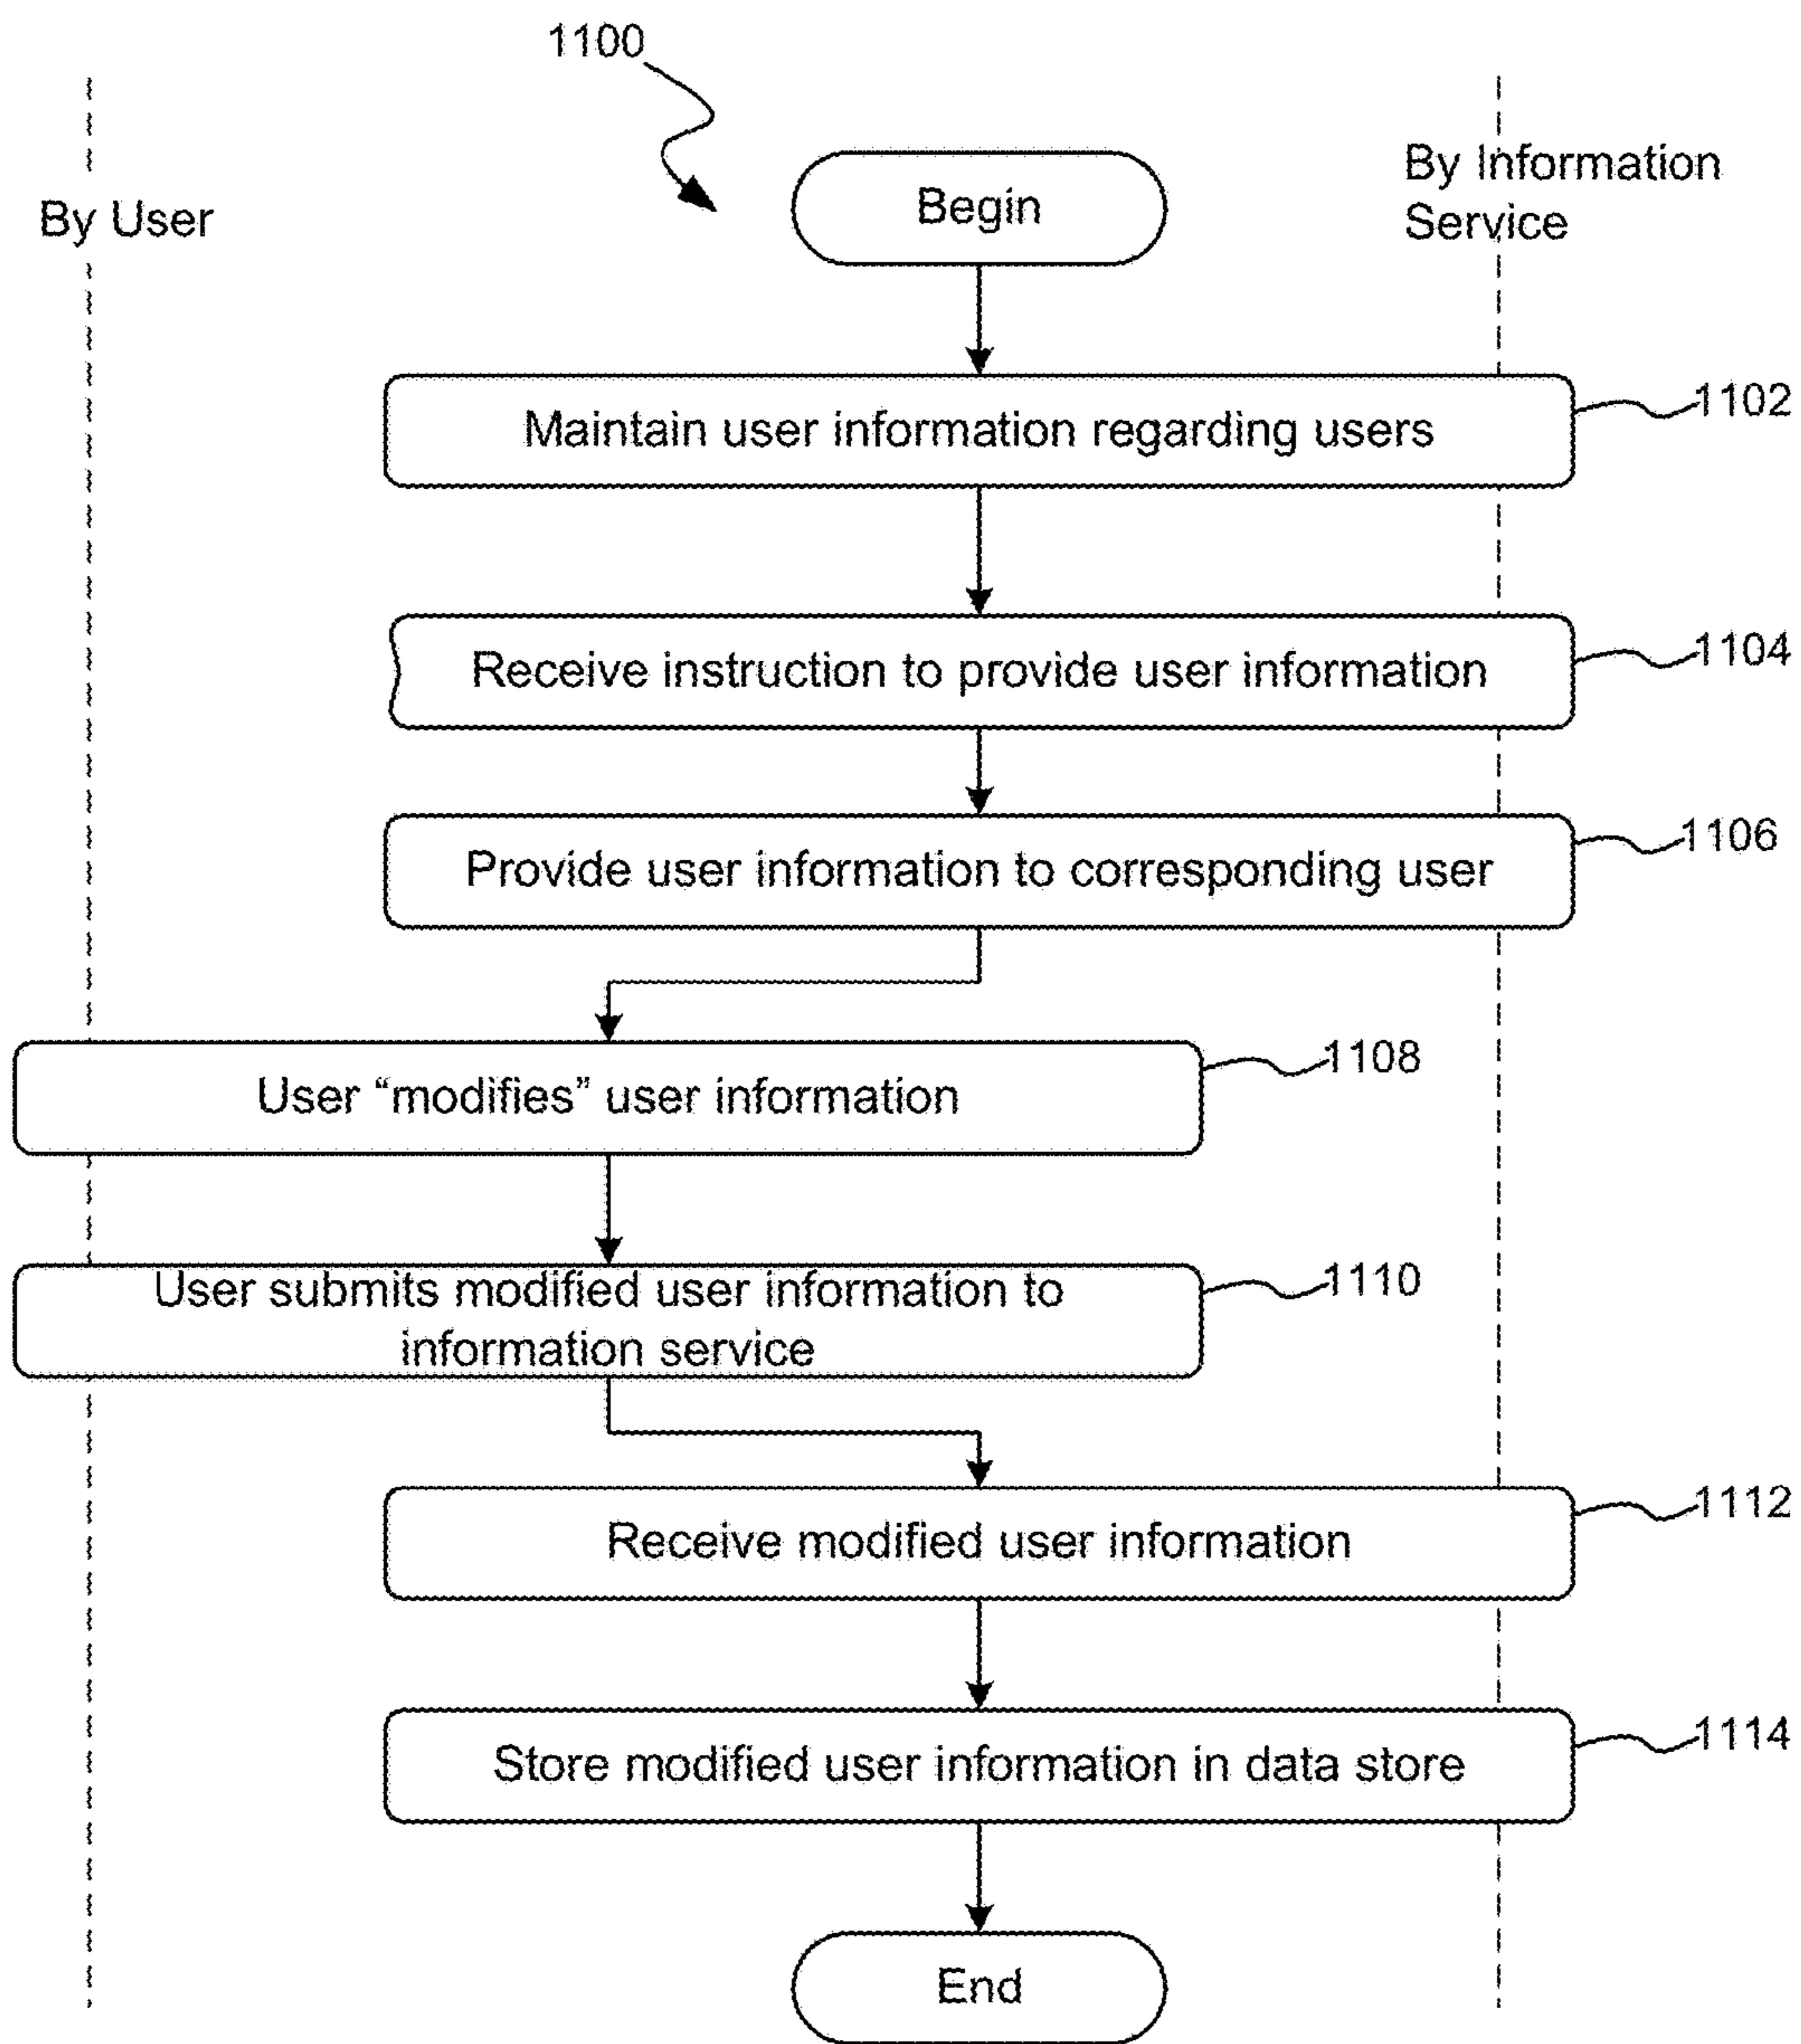 1100
By User
Begin
By Information
Service
Maintain user information regarding users
1102
Receive instruction to provide user information
1104
Provide user information to corresponding user
1106
User “modifies” user information
1108
User submits modified user information to
information service
1110
Receive modified user information
1112
Store modified user information in data store
1114
End